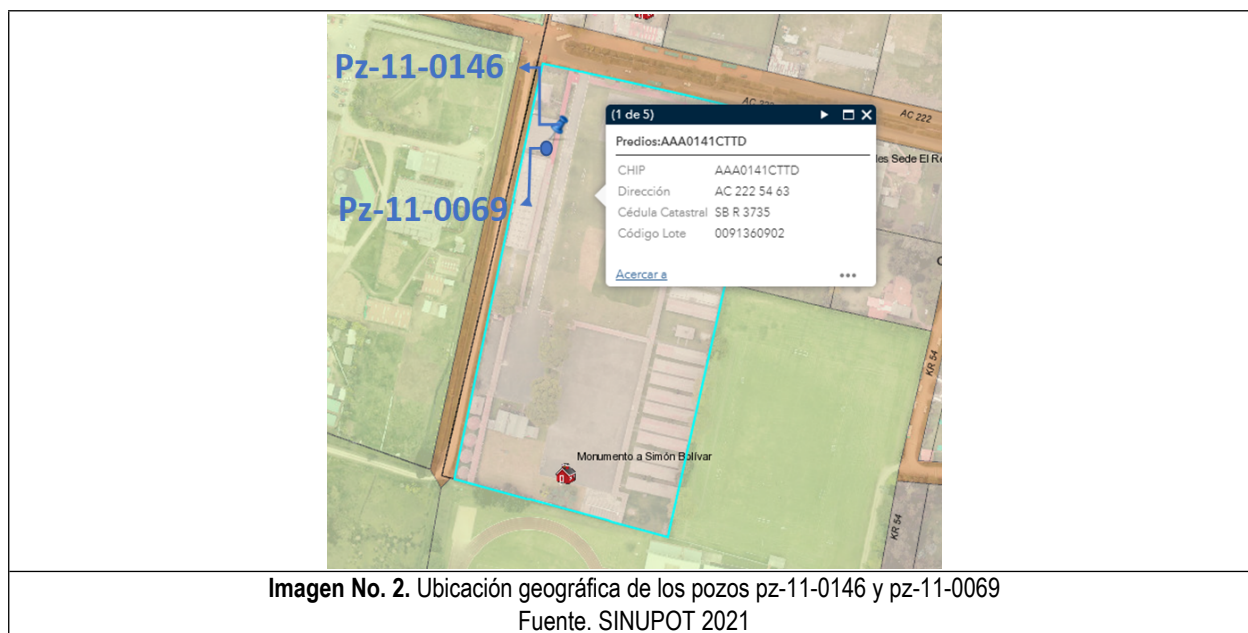 Pz-11-0146
AC 222
(1 de 5)
Predios:AAA0141CTTD
CHIP AAA0141CTTD
Dirección AC 222 54 63
Cédula Catastral SB R 3735
Código Lote 0091360902
Acercar a
Pz-11-0069
KR 54
Monumento a Simón Bolívar
KR 54
Imagen No. 2. Ubicación geográfica de los pozos pz-11-0146 y pz-11-0069
Fuente. SINUPOT 2021